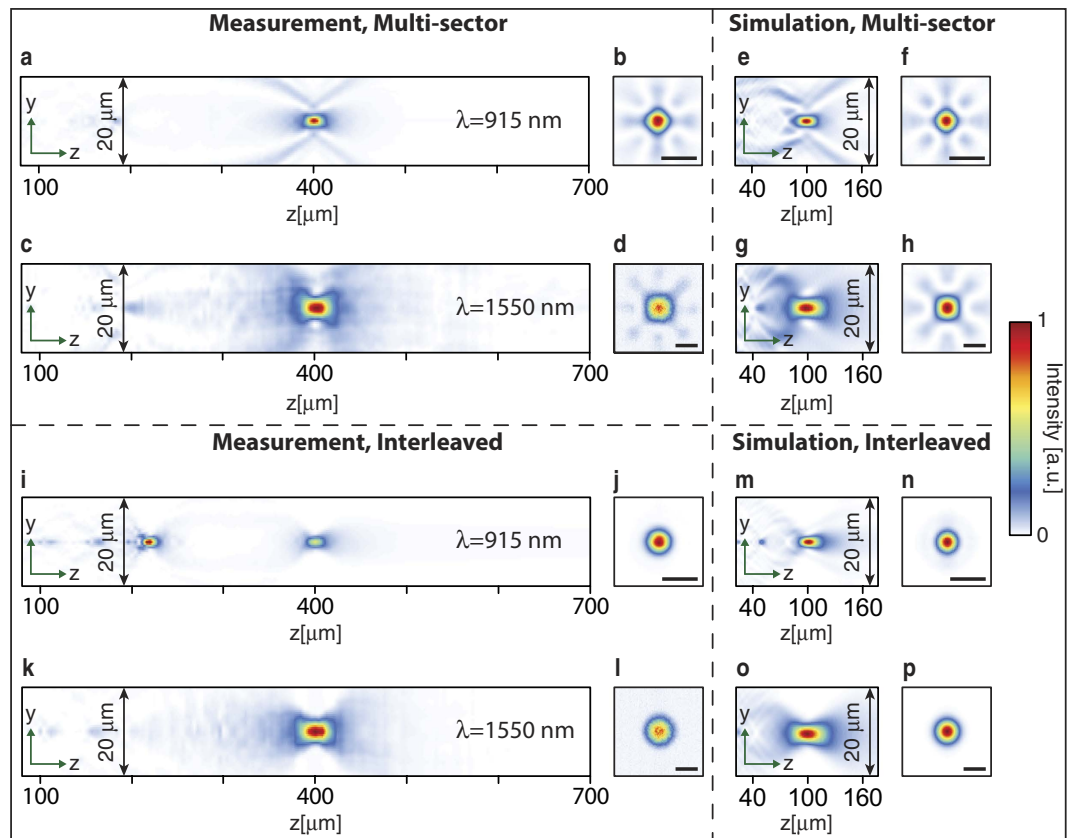 Measurement, Multi-sector
Simulation, Multi-sector
a
b
e
f
y
z
20 μm
λ=915 nm
y
z
20 μm
100
400
700
40
100
160
z[μm]
z[μm]
c
d
g
h
y
z
20 μm
λ=1550 nm
y
z
20 μm
100
400
700
40
100
160
z[μm]
z[μm]
1
Intensity [a.u.]
0
Measurement, Interleaved
Simulation, Interleaved
i
j
m
n
y
z
20 μm
λ=915 nm
y
z
20 μm
100
400
700
40
100
160
z[μm]
z[μm]
k
l
o
p
y
z
20 μm
λ=1550 nm
y
z
20 μm
100
400
700
40
100
160
z[μm]
z[μm]